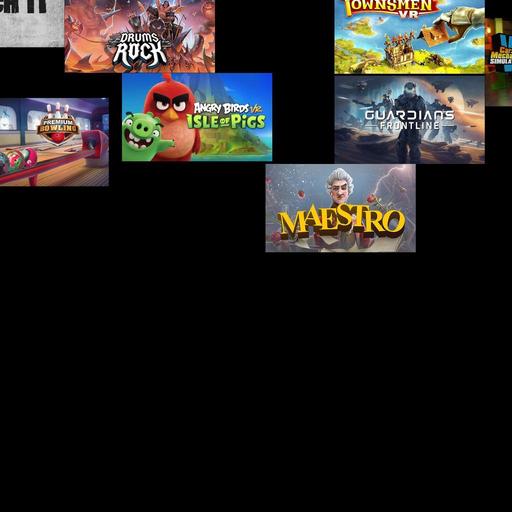 DRUMS
ROCK
TOWNSMEN
VR
PREMIUM
BOWLING
ANGRY BIRDS VR
ISLE OF PIGS
GUARDIANS
FRONTLINE
MAESTRO